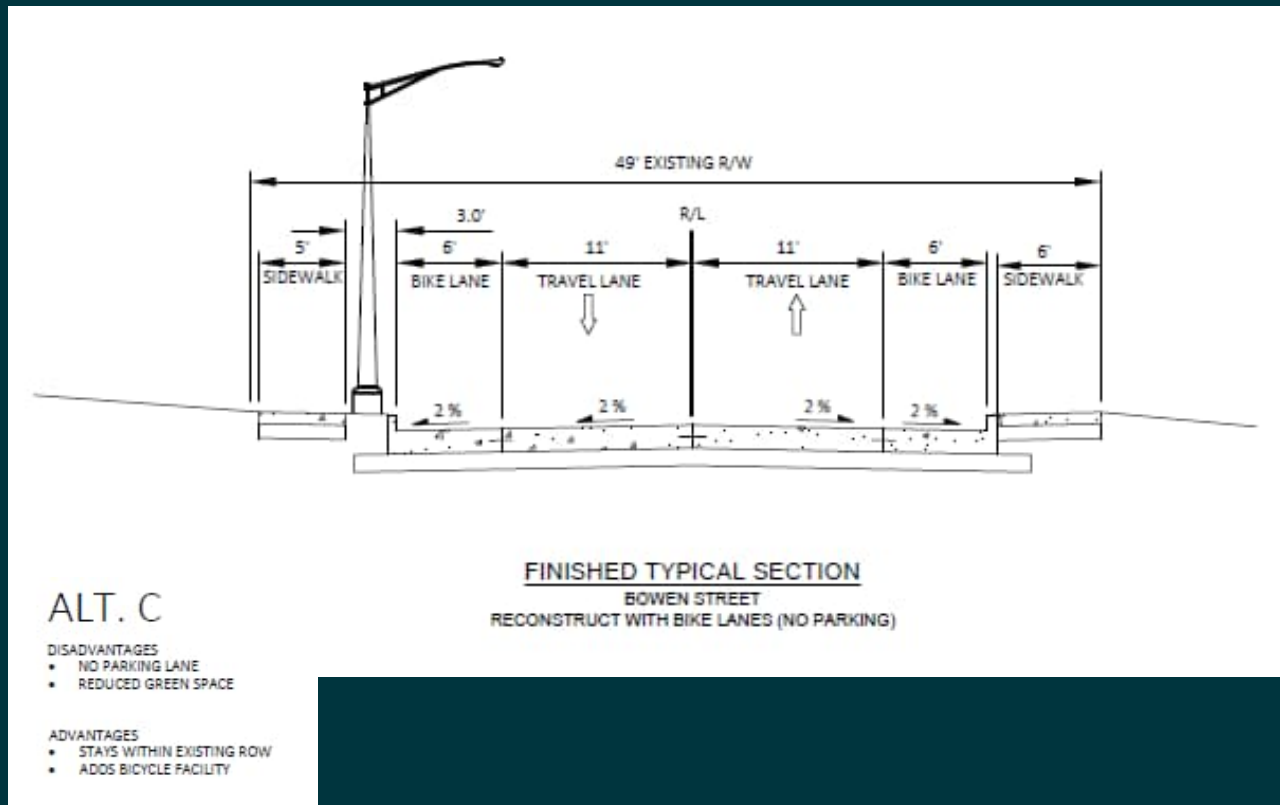 49' EXISTING R/W
3.0'
R/L
5'
6'
11'
11'
6'
6'
SIDEWALK
BIKE LANE
TRAVEL LANE
TRAVEL LANE
BIKE LANE
SIDEWALK
2 %
2 %
2 %
2 %
FINISHED TYPICAL SECTION
BOWEN STREET
RECONSTRUCT WITH BIKE LANES (NO PARKING)
ALT. C
DISADVANTAGES
• NO PARKING LANE
• REDUCED GREEN SPACE
ADVANTAGES
• STAYS WITHIN EXISTING ROW
• ADDS BICYCLE FACILITY